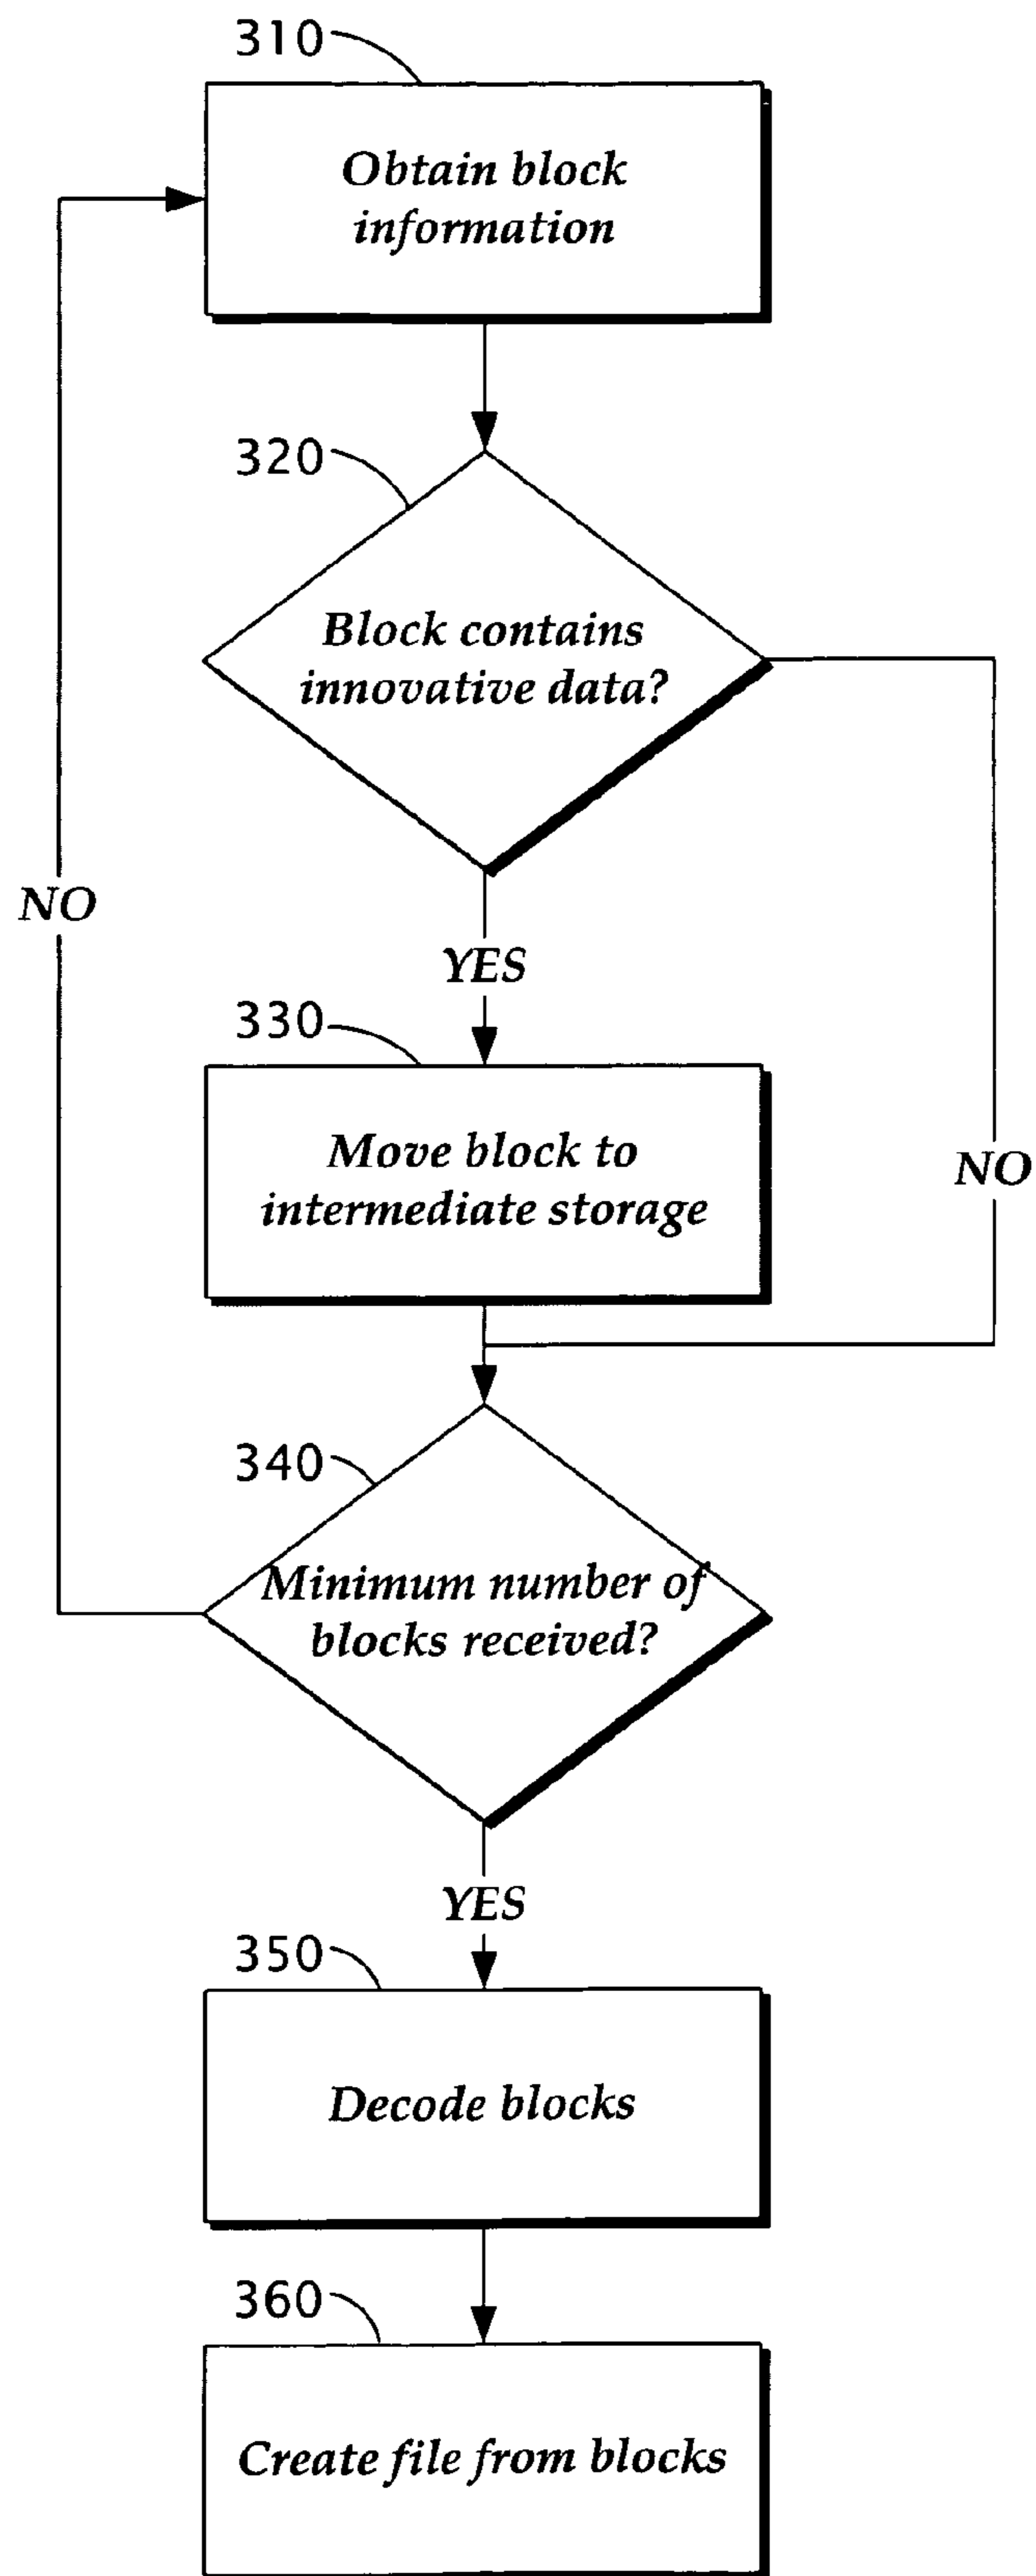 310
Obtain block
information
320
Block contains
innovative data?
NO
YES
330
Move block to
intermediate storage
NO
340
Minimum number of
blocks received?
YES
350
Decode blocks
360
Create file from blocks